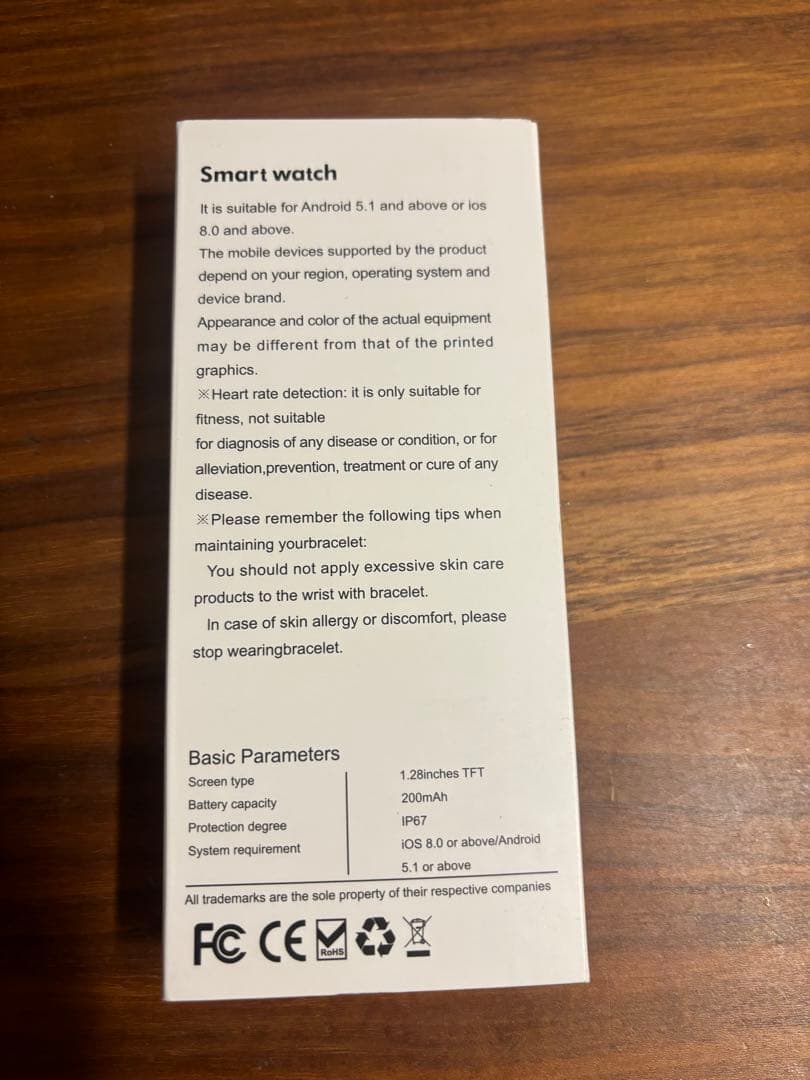 Smart watch
It is suitable for Android 5.1 and above or ios
8.0 and above.
The mobile devices supported by the product
depend on your region, operating system and
device brand.
Appearance and color of the actual equipment
may be different from that of the printed
graphics.
※Heart rate detection: it is only suitable for
fitness, not suitable
for diagnosis of any disease or condition, or for
alleviation,prevention, treatment or cure of any
disease.
※Please remember the following tips when
maintaining yourbracelet:
You should not apply excessive skin care
products to the wrist with bracelet.
In case of skin allergy or discomfort, please
stop wearingbracelet.
Basic Parameters
Screen type 1.28inches TFT
Battery capacity 200mAh
Protection degree IP67
System requirement iOS 8.0 or above/Android
5.1 or above
All trademarks are the sole property of their respective companies
FC CE RoHS